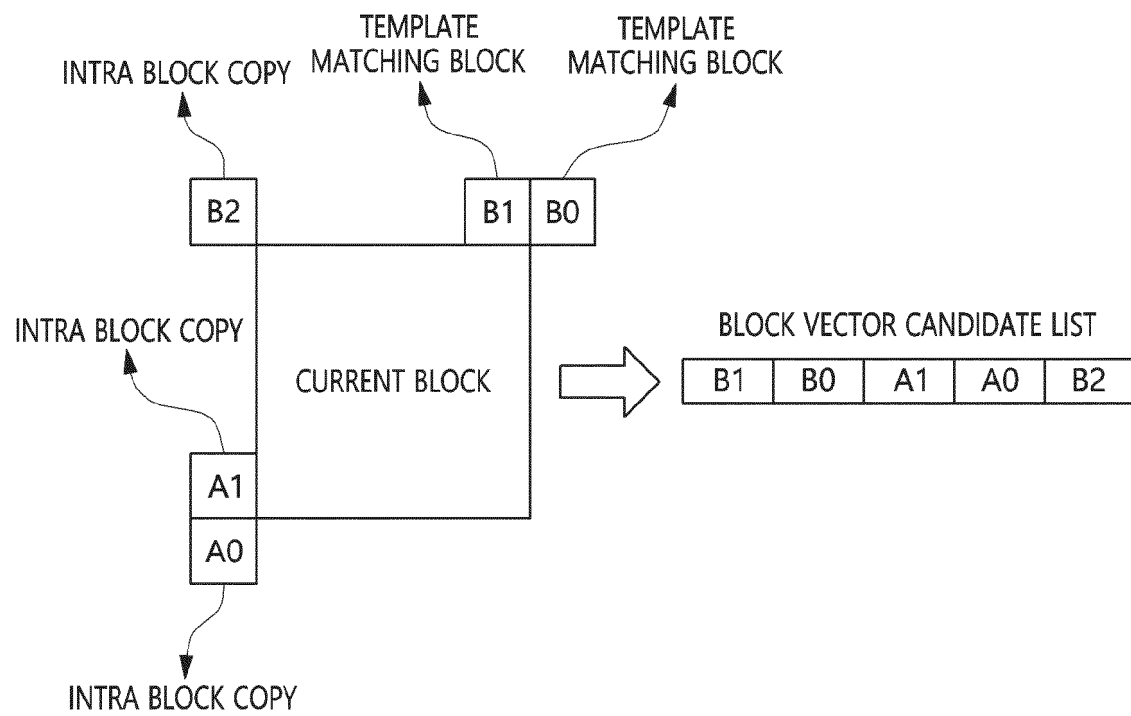 TEMPLATE
MATCHING BLOCK
TEMPLATE
MATCHING BLOCK
INTRA BLOCK COPY
B2
B1
B0
INTRA BLOCK COPY
CURRENT BLOCK
BLOCK VECTOR CANDIDATE LIST
B1 B0 A1 A0 B2
A1
A0
INTRA BLOCK COPY